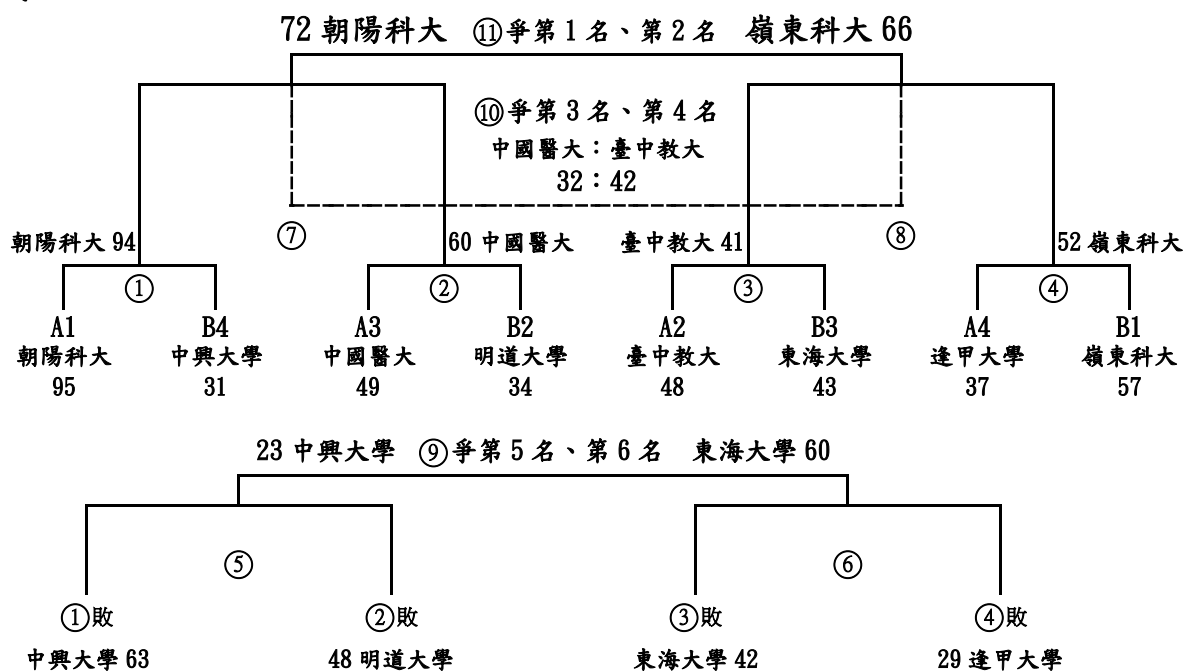 72 朝陽科大 ⑪爭第 1 名、第 2 名 嶺東科大 66
⑩爭第 3 名、第 4 名
中國醫大：臺中教大
32：42
⑦ ⑧
朝陽科大 94 60 中國醫大 臺中教大 41 52 嶺東科大
① ② ③ ④
A1 B4 A3 B2 A2 B3 A4 B1
朝陽科大 中興大學 中國醫大 明道大學 臺中教大 東海大學 逢甲大學 嶺東科大
95 31 49 34 48 43 37 57
23 中興大學 ⑨爭第 5 名、第 6 名 東海大學 60
⑤ ⑥
①敗 ②敗 ③敗 ④敗
中興大學 63 48 明道大學 東海大學 42 29 逢甲大學